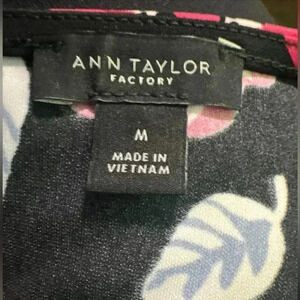 ANN TAYLOR
FACTORY
M
MADE IN
VIETNAM